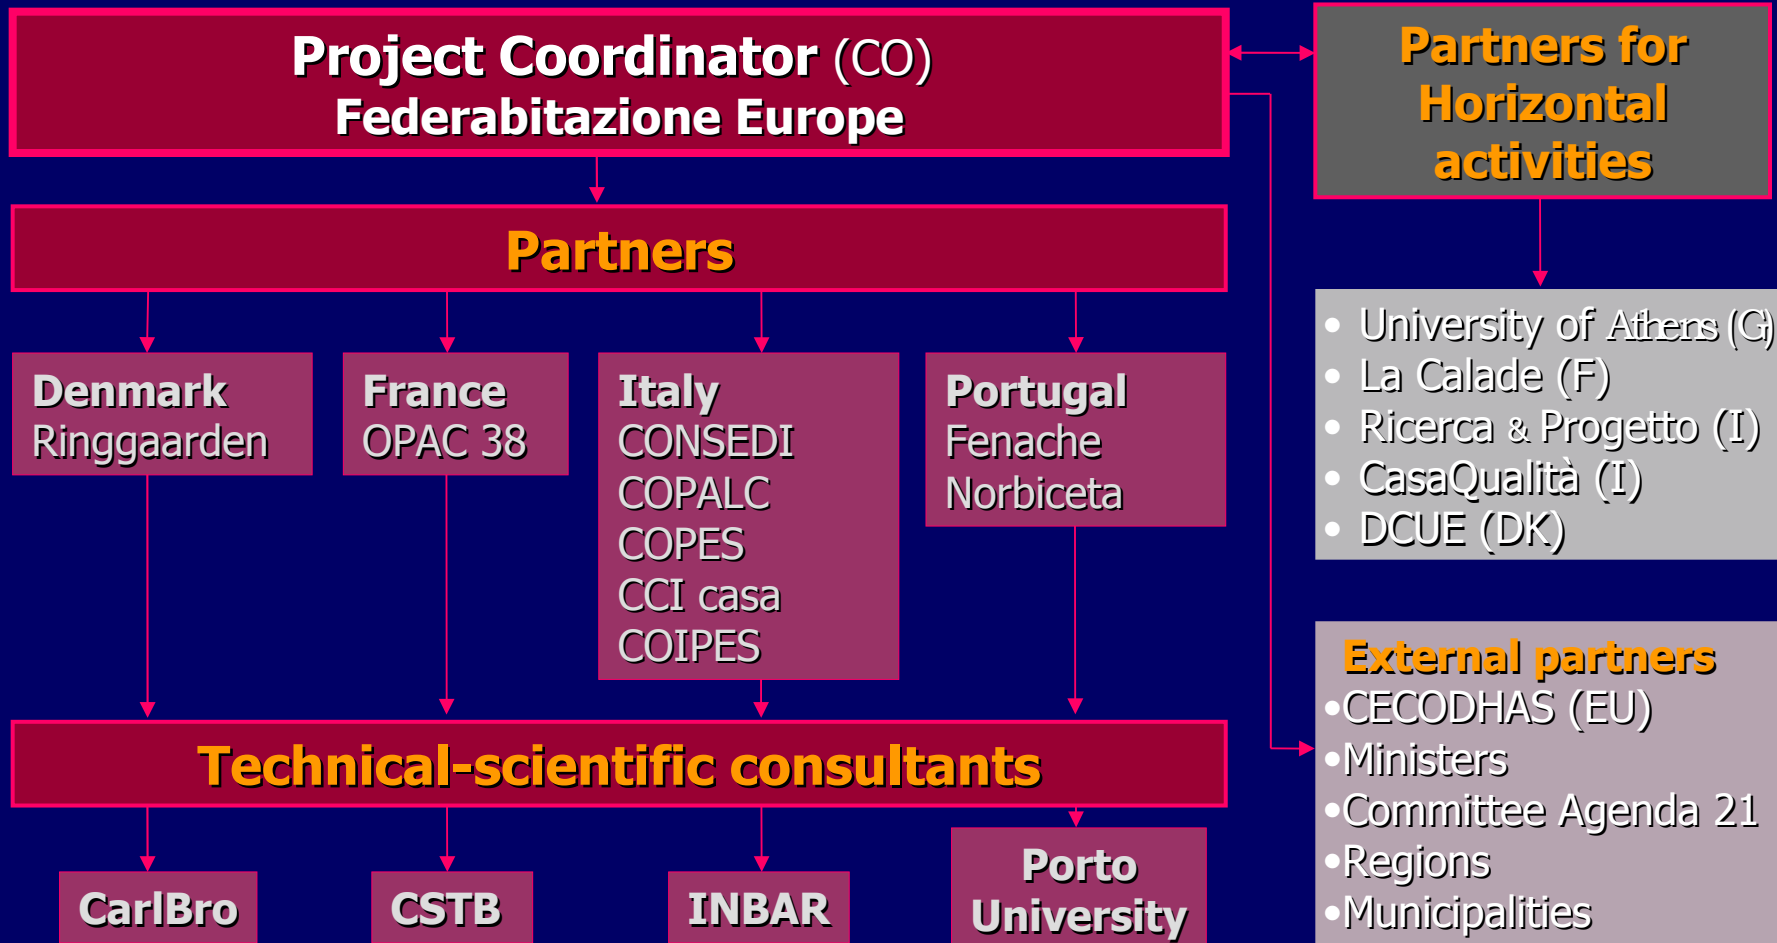 Project Coordinator (CO)
Federabitazione Europe
Partners for
Horizontal
activities
Partners
Denmark
Ringgaarden
France
OPAC 38
Italy
CONSEDI
COPALC
COPES
CCI casa
COIPES
Portugal
Fenache
Norbiceta
• University of Athens (G)
• La Calade (F)
• Ricerca & Progetto (I)
• CasaQualità (I)
• DCUE (DK)
External partners
•CECODHAS (EU)
•Ministers
•Committee Agenda 21
•Regions
•Municipalities
Technical-scientific consultants
CarlBro
CSTB
INBAR
Porto
University